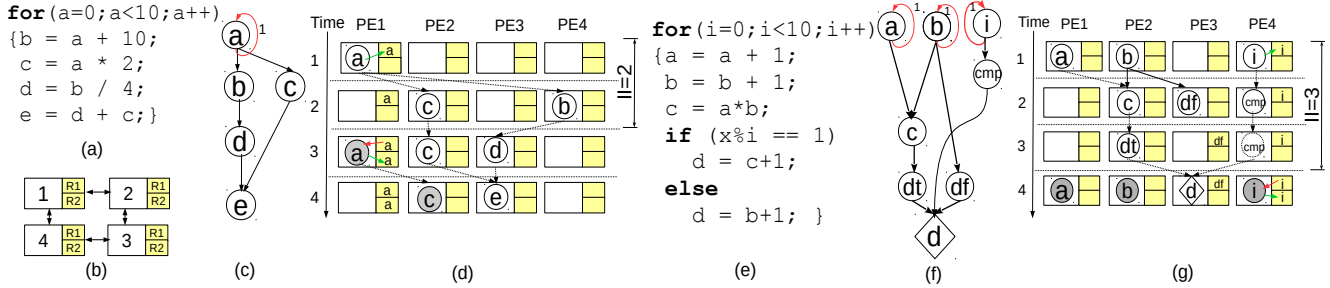 for(a=0;a<10;a++)
{b = a + 10;
c = a * 2;
d = b / 4;
e = d + c;}
(a)
1 R1 R2 2 R1 R2
4 R1 R2 3 R1 R2
(b)
a 1
b c
d
e
(c)
Time PE1 PE2 PE3 PE4
1 a a
2 a c b
3 a a a c d
4 a a c e
II=2
(d)
for(i=0;i<10;i++)
{a = a + 1;
b = b + 1;
c = a*b;
if (x%i == 1)
d = c+1;
else
d = b+1; }
(e)
a 1 b 1 i 1
cmp
c
dt df
d
(f)
Time PE1 PE2 PE3 PE4
1 a b i i
2 c df cmp i
3 dt df cmp i
4 a b d df i i i
II=3
(g)